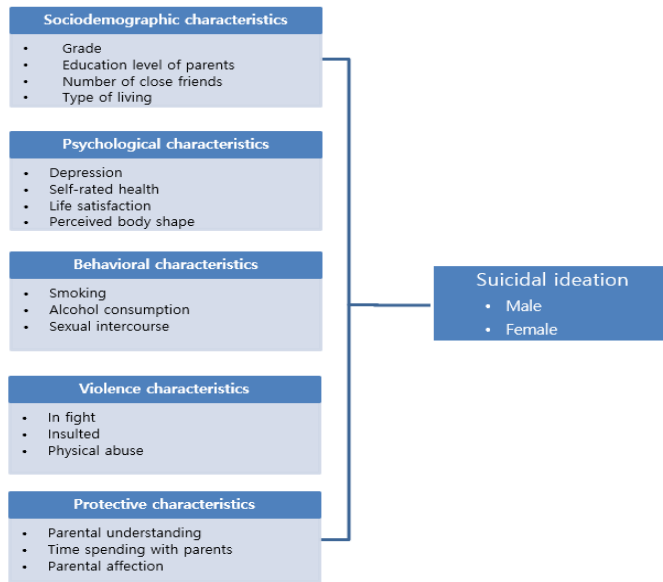 Sociodemographic characteristics
• Grade
• Education level of parents
• Number of close friends
• Type of living
Psychological characteristics
• Depression
• Self-rated health
• Life satisfaction
• Perceived body shape
Behavioral characteristics
• Smoking
• Alcohol consumption
• Sexual intercourse
Violence characteristics
• In fight
• Insulted
• Physical abuse
Protective characteristics
• Parental understanding
• Time spending with parents
• Parental affection
Suicidal ideation
• Male
• Female